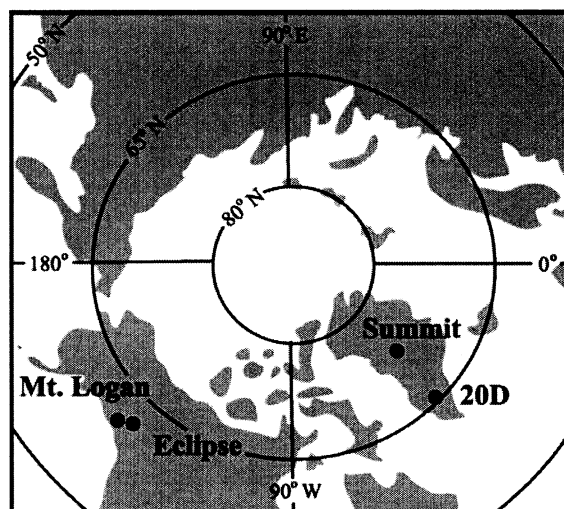 90° E
50° N
65° N
80° N
180°
0°
Summit
Mt. Logan
20D
Eclipse
90° W